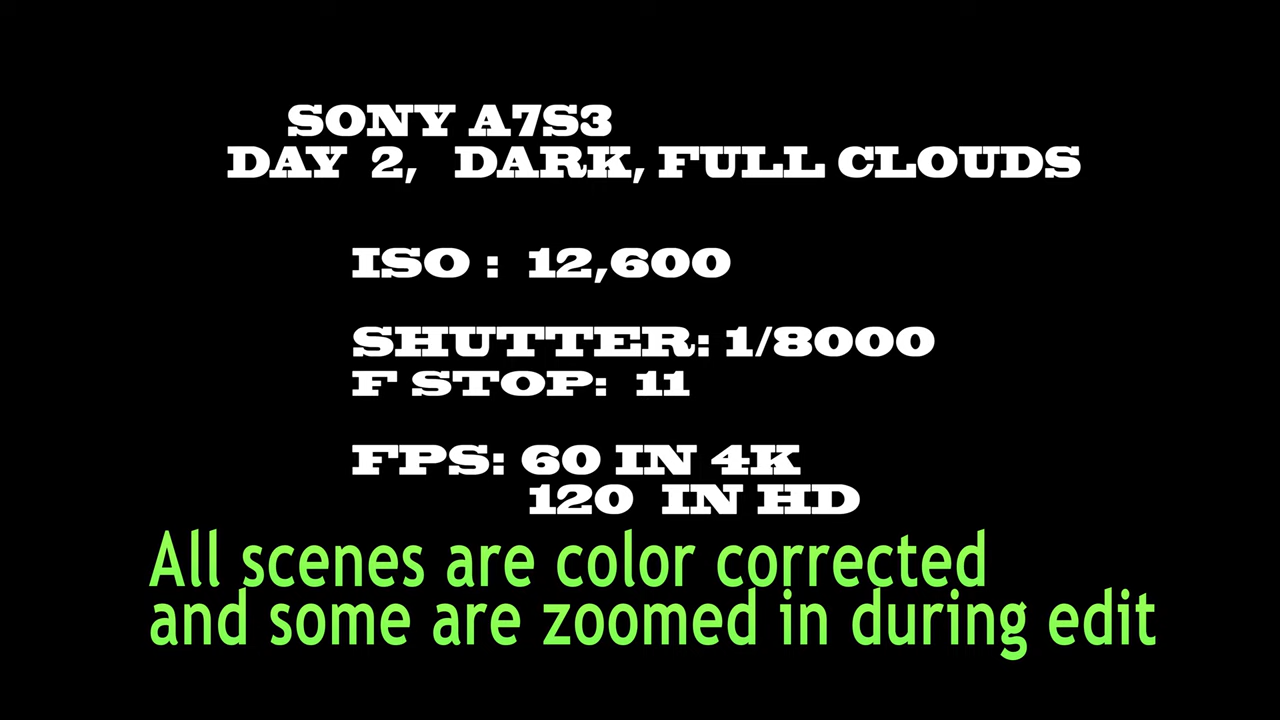 SONY A7S3
DAY 2, DARK, FULL CLOUDS
ISO : 12,600
SHUTTER: 1/8000
F STOP: 11
FPS: 60 IN 4K
120 IN HD
All scenes are color corrected
and some are zoomed in during edit